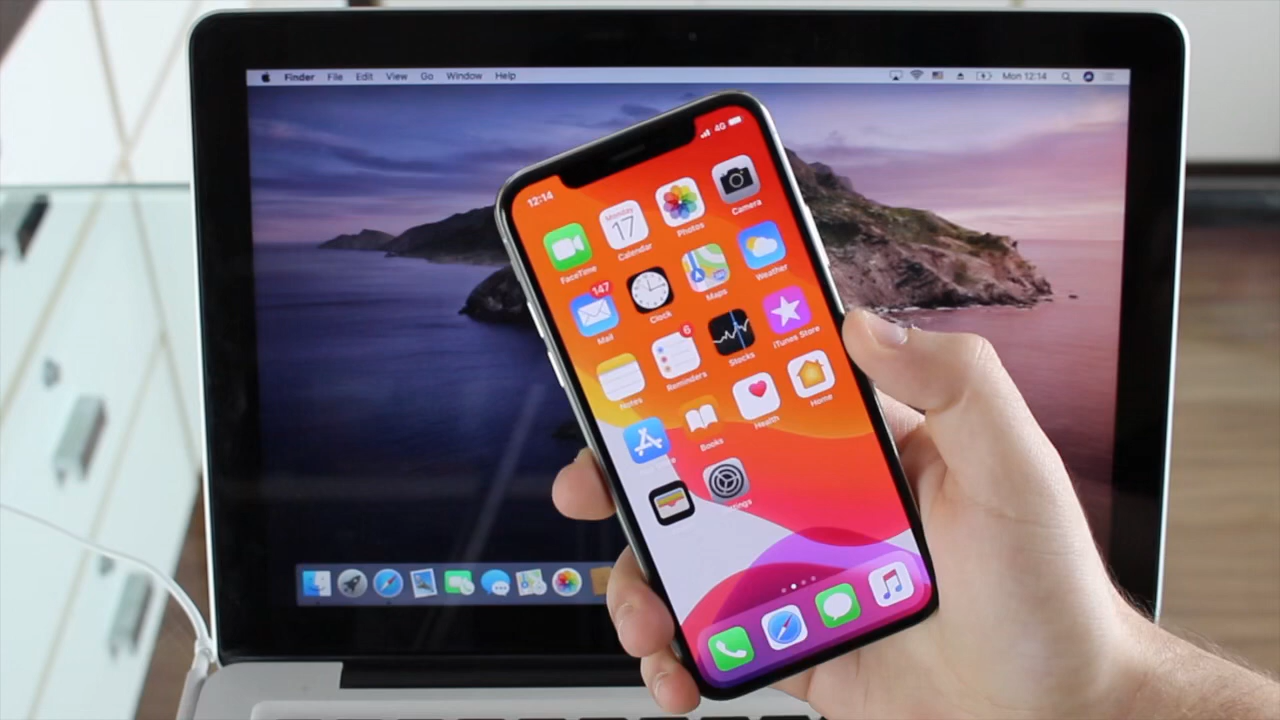 Finder File Edit View Go Window Help
Mon 12:14
12:14
4G
FaceTime
Monday
17
Calendar
Photos
Camera
147
Mail
Clock
Maps
Weather
Notes
6
Reminders
Stocks
iTunes Store
Books
Health
Home